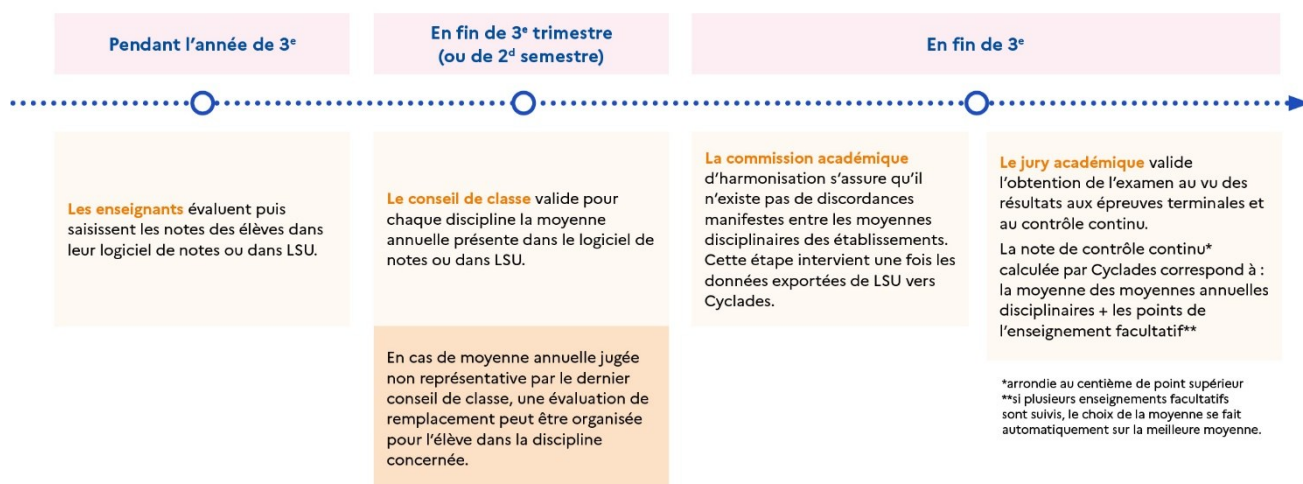 Pendant l'année de 3ᵉ
En fin de 3ᵉ trimestre
(ou de 2ᵈ semestre)
En fin de 3ᵉ
Les enseignants évaluent puis
saisissent les notes des élèves dans
leur logiciel de notes ou dans LSU.
Le conseil de classe valide pour
chaque discipline la moyenne
annuelle présente dans le logiciel de
notes ou dans LSU.
En cas de moyenne annuelle jugée
non représentative par le dernier
conseil de classe, une évaluation de
remplacement peut être organisée
pour l'élève dans la discipline
concernée.
La commission académique
d'harmonisation s'assure qu'il
n'existe pas de discordances
manifestes entre les moyennes
disciplinaires des établissements.
Cette étape intervient une fois les
données exportées de LSU vers
Cyclades.
Le jury académique valide
l'obtention de l'examen au vu des
résultats aux épreuves terminales et
au contrôle continu.
La note de contrôle continu*
calculée par Cyclades correspond à :
la moyenne des moyennes annuelles
disciplinaires + les points de
l'enseignement facultatif**
*arrondie au centième de point supérieur
**si plusieurs enseignements facultatifs
sont suivis, le choix de la moyenne se fait
automatiquement sur la meilleure moyenne.